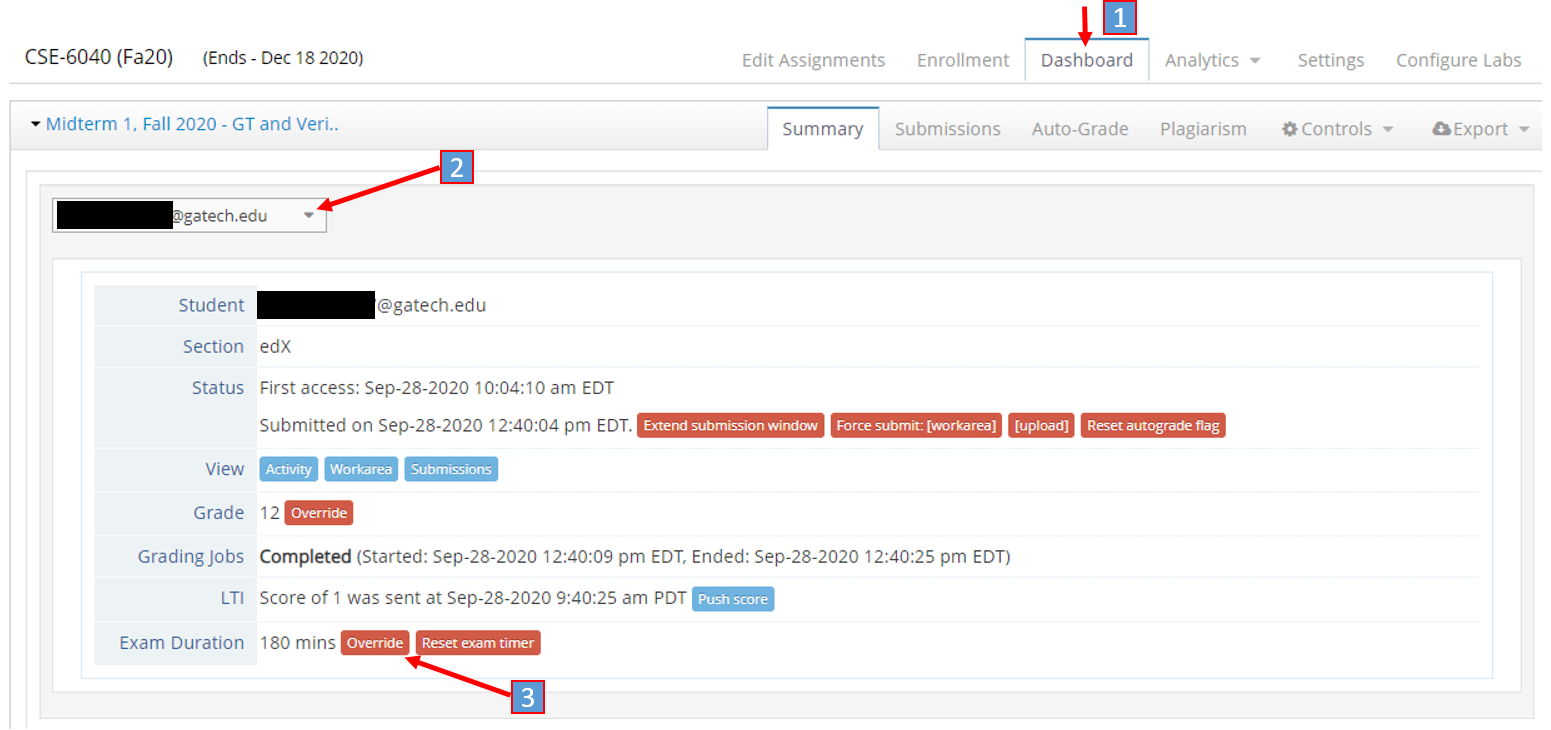 1
CSE-6040 (Fa20) (Ends - Dec 18 2020) Edit Assignments Enrollment Dashboard Analytics Settings Configure Labs
Midterm 1, Fall 2020 - GT and Veri.. Summary Submissions Auto-Grade Plagiarism Controls Export
2
@gatech.edu
Student @gatech.edu
Section edX
Status First access: Sep-28-2020 10:04:10 am EDT
Submitted on Sep-28-2020 12:40:04 pm EDT. Extend submission window Force submit: [workarea] [upload] Reset autograde flag
View Activity Workarea Submissions
Grade 12 Override
Grading Jobs Completed (Started: Sep-28-2020 12:40:09 pm EDT, Ended: Sep-28-2020 12:40:25 pm EDT)
LTI Score of 1 was sent at Sep-28-2020 9:40:25 am PDT Push score
Exam Duration 180 mins Override Reset exam timer
3